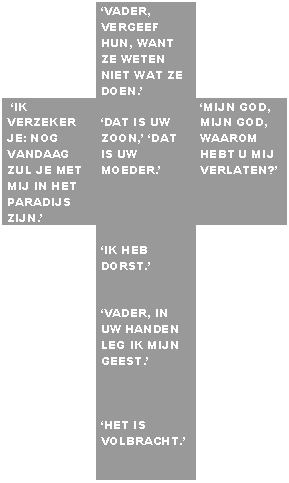 ‘VADER,
VERGEEF
HUN, WANT
ZE WETEN
NIET WAT ZE
DOEN.’
‘IK
VERZEKER
JE: NOG
VANDAAG
ZUL JE MET
MIJ IN HET
PARADIJS
ZIJN.’
‘DAT IS UW
ZOON,’ ‘DAT
IS UW
MOEDER.’
‘MIJN GOD,
MIJN GOD,
WAAROM
HEBT U MIJ
VERLATEN?’
‘IK HEB
DORST.’
‘VADER, IN
UW HANDEN
LEG IK MIJN
GEEST.’
‘HET IS
VOLBRACHT.’